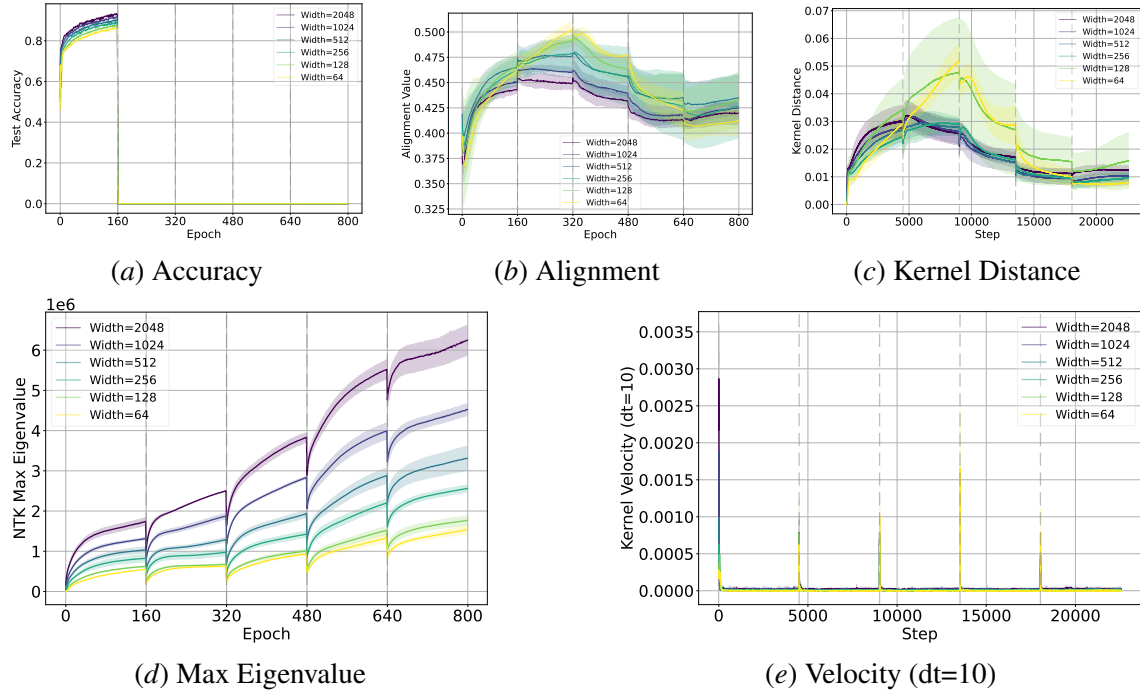 Width=2048
Width=1024
Width=512
Width=256
Width=128
Width=64
Test Accuracy
0.8
0.6
0.4
0.2
0.0
0 160 320 480 640 800
Epoch
(a) Accuracy
Alignment Value
0.500
0.475
0.450
0.425
0.400
0.375
0.350
0.325
Width=2048
Width=1024
Width=512
Width=256
Width=128
Width=64
0 160 320 480 640 800
Epoch
(b) Alignment
Kernel Distance
0.07
0.06
0.05
0.04
0.03
0.02
0.01
0.00
Width=2048
Width=1024
Width=512
Width=256
Width=128
Width=64
0 5000 10000 15000 20000
Step
(c) Kernel Distance
1e6
NTK Max Eigenvalue
6
5
4
3
2
1
0
Width=2048
Width=1024
Width=512
Width=256
Width=128
Width=64
0 160 320 480 640 800
Epoch
(d) Max Eigenvalue
Kernel Velocity (dt=10)
0.0035
0.0030
0.0025
0.0020
0.0015
0.0010
0.0005
0.0000
Width=2048
Width=1024
Width=512
Width=256
Width=128
Width=64
0 5000 10000 15000 20000
Step
(e) Velocity (dt=10)